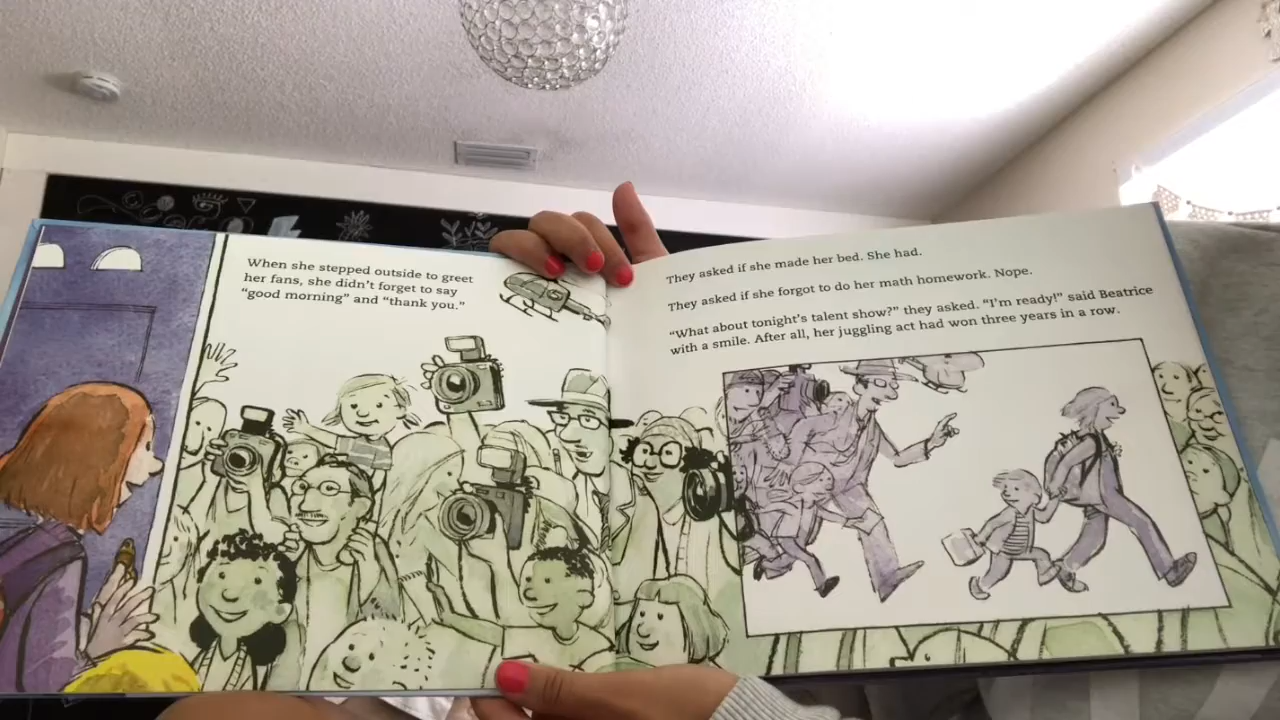 When she stepped outside to greet
her fans, she didn't forget to say
"good morning" and "thank you."
They asked if she made her bed. She had.
They asked if she forgot to do her math homework. Nope.
"What about tonight's talent show?" they asked. "I'm ready!" said Beatrice
with a smile. After all, her juggling act had won three years in a row.